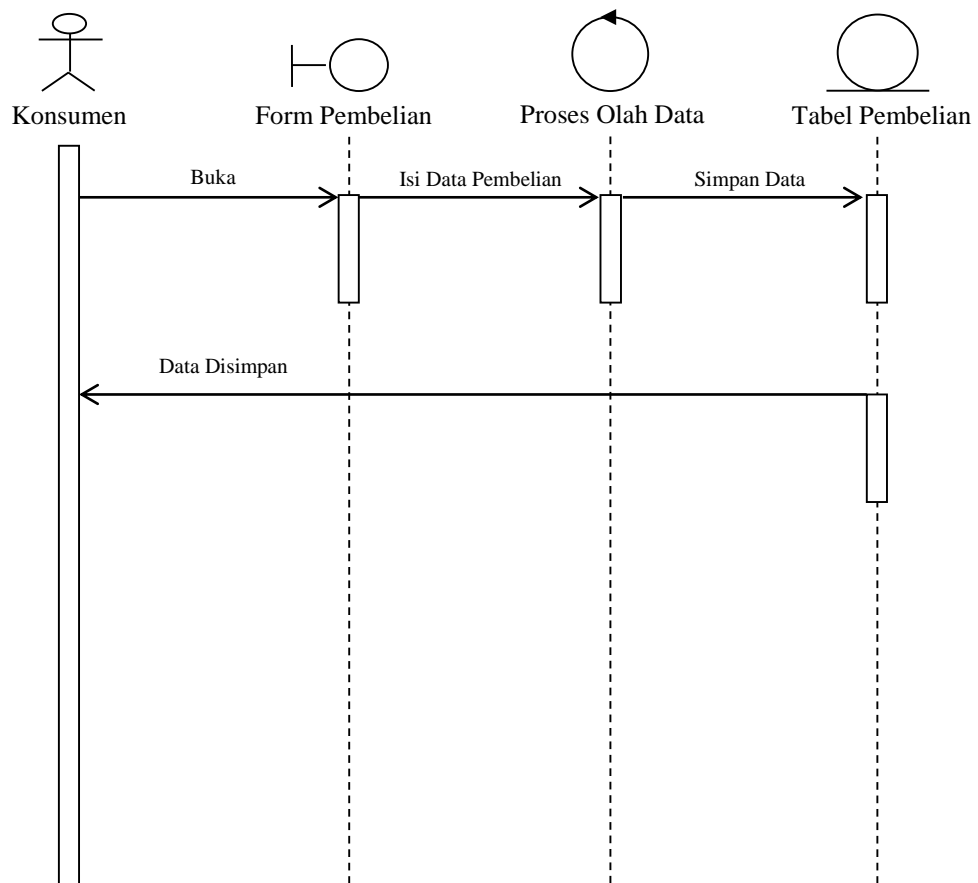 Konsumen
Form Pembelian
Proses Olah Data
Tabel Pembelian
Buka
Isi Data Pembelian
Simpan Data
Data Disimpan